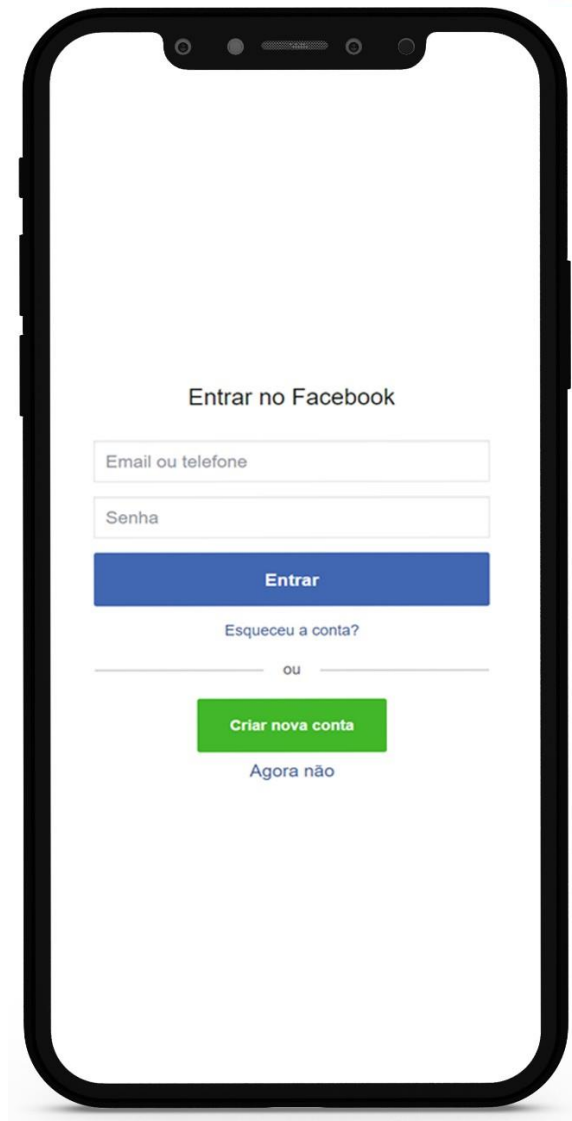 Entrar no Facebook
Email ou telefone
Senha
Entrar
Esqueceu a conta?
ou
Criar nova conta
Agora não